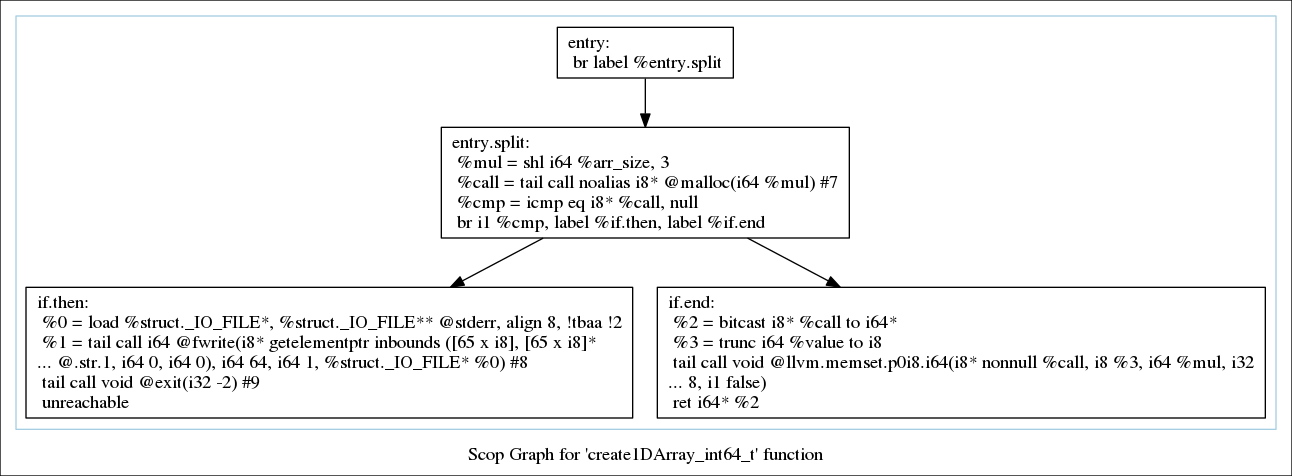 entry:
br label %entry.split
entry.split:
%mul = shl i64 %arr_size, 3
%call = tail call noalias i8* @malloc(i64 %mul) #7
%cmp = icmp eq i8* %call, null
br i1 %cmp, label %if.then, label %if.end
if.then:
%0 = load %struct._IO_FILE*, %struct._IO_FILE** @stderr, align 8, !tbaa !2
%1 = tail call i64 @fwrite(i8* getelementptr inbounds ([65 x i8], [65 x i8]*
... @.str.1, i64 0, i64 0), i64 64, i64 1, %struct._IO_FILE* %0) #8
tail call void @exit(i32 -2) #9
unreachable
if.end:
%2 = bitcast i8* %call to i64*
%3 = trunc i64 %value to i8
tail call void @llvm.memset.p0i8.i64(i8* nonnull %call, i8 %3, i64 %mul, i32
... 8, i1 false)
ret i64* %2
Scop Graph for 'create1DArray_int64_t' function